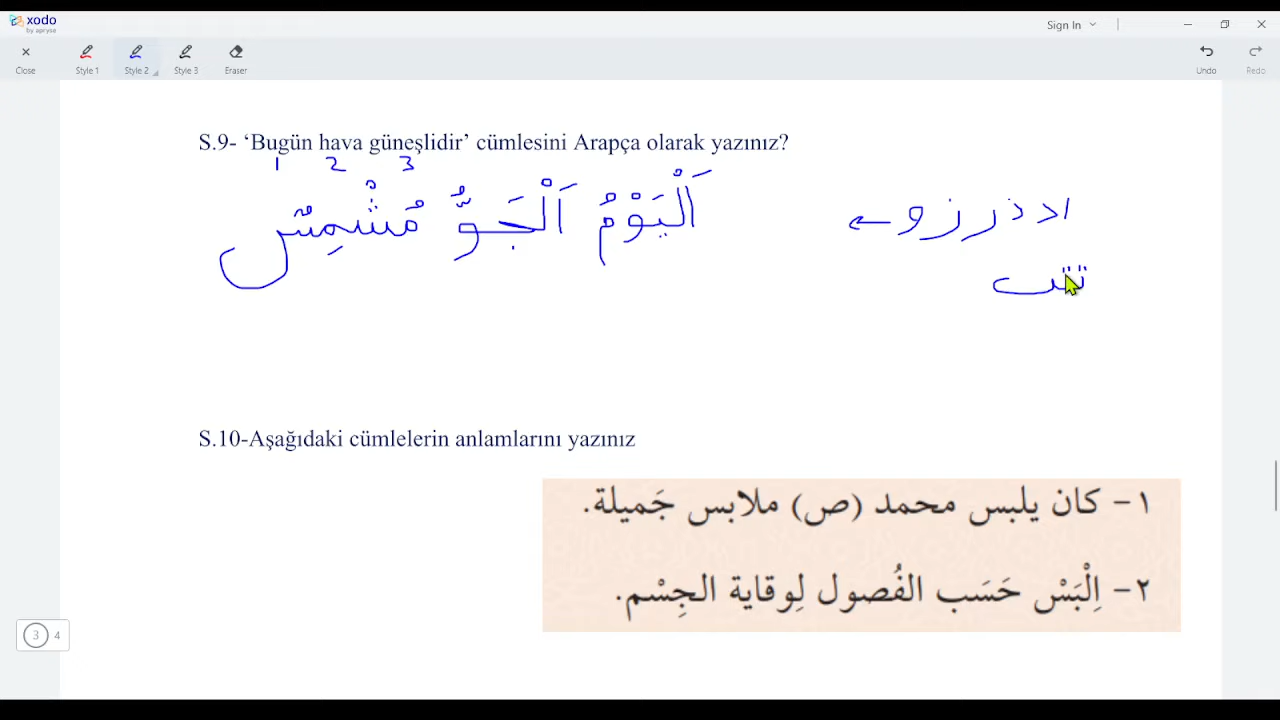 xodo
by apryse
Sign In
Close
Style 1
Style 2
Style 3
Eraser
Undo
Redo
S.9- ‘Bugün hava güneşlidir’ cümlesini Arapça olarak yazınız?
1 2 3
اَلْيَوْمُ اَلْجَوُّ مُشْمِسٌ
ا د ذ ر ز و ←
S.10-Aşağıdaki cümlelerin anlamlarını yazınız
١- كان يلبس محمد (ص) ملابس جَميلة.
٢- اِلْبَسْ حَسَب الفُصول لِوقاية الجِسْم.
3 4